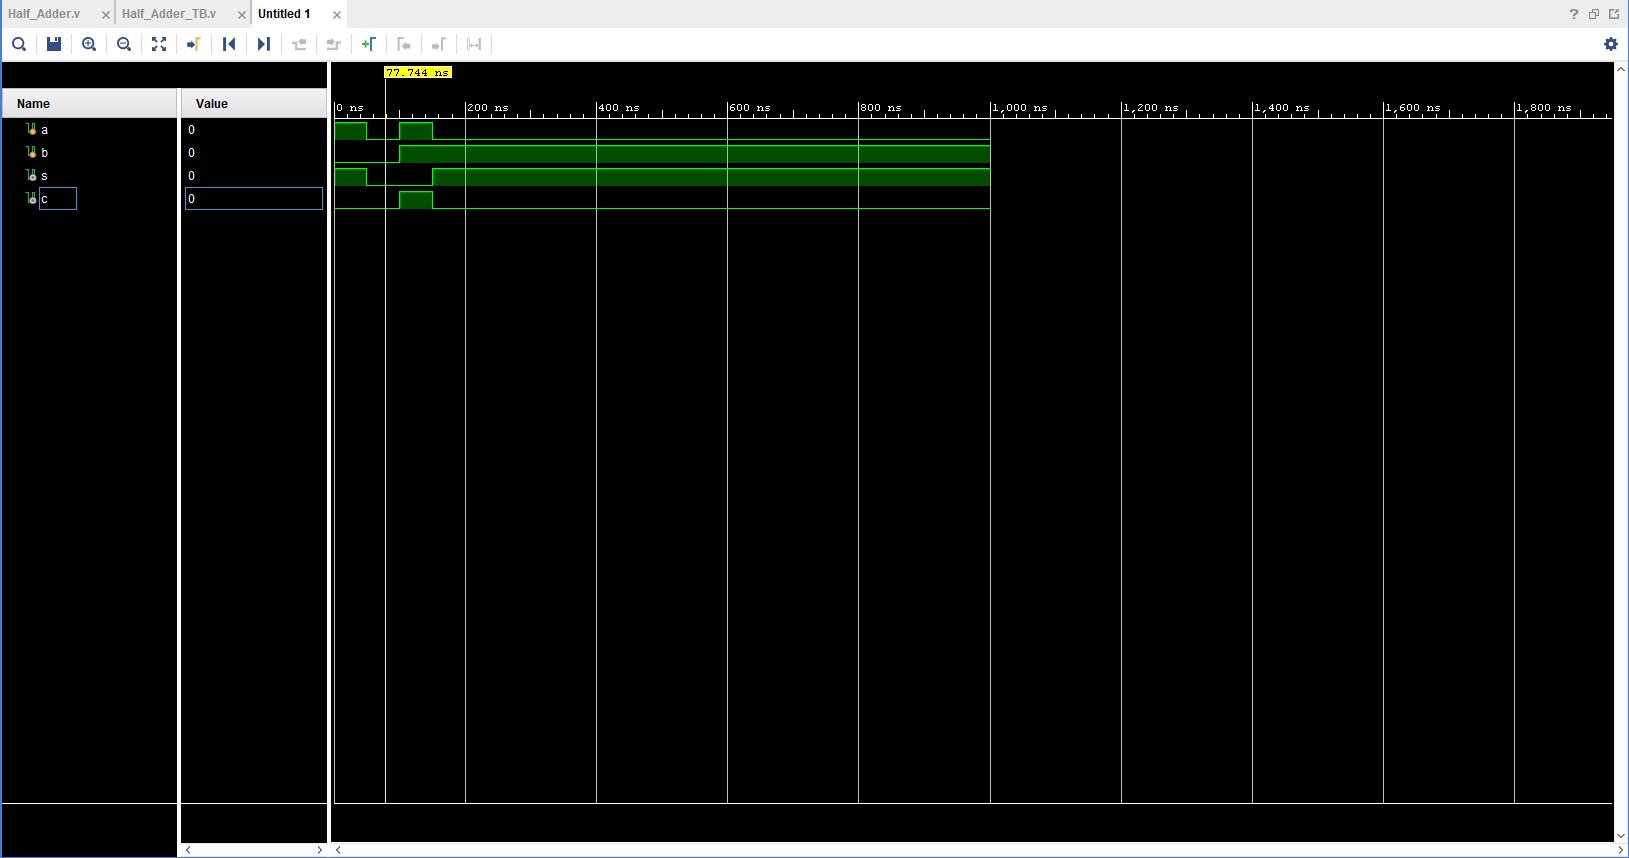 Half_Adder.v × Half_Adder_TB.v × Untitled 1 × ?
77.744 ns
Name Value 0 ns 200 ns 400 ns 600 ns 800 ns 1,000 ns 1,200 ns 1,400 ns 1,600 ns 1,800 ns
a 0
b 0
s 0
c 0